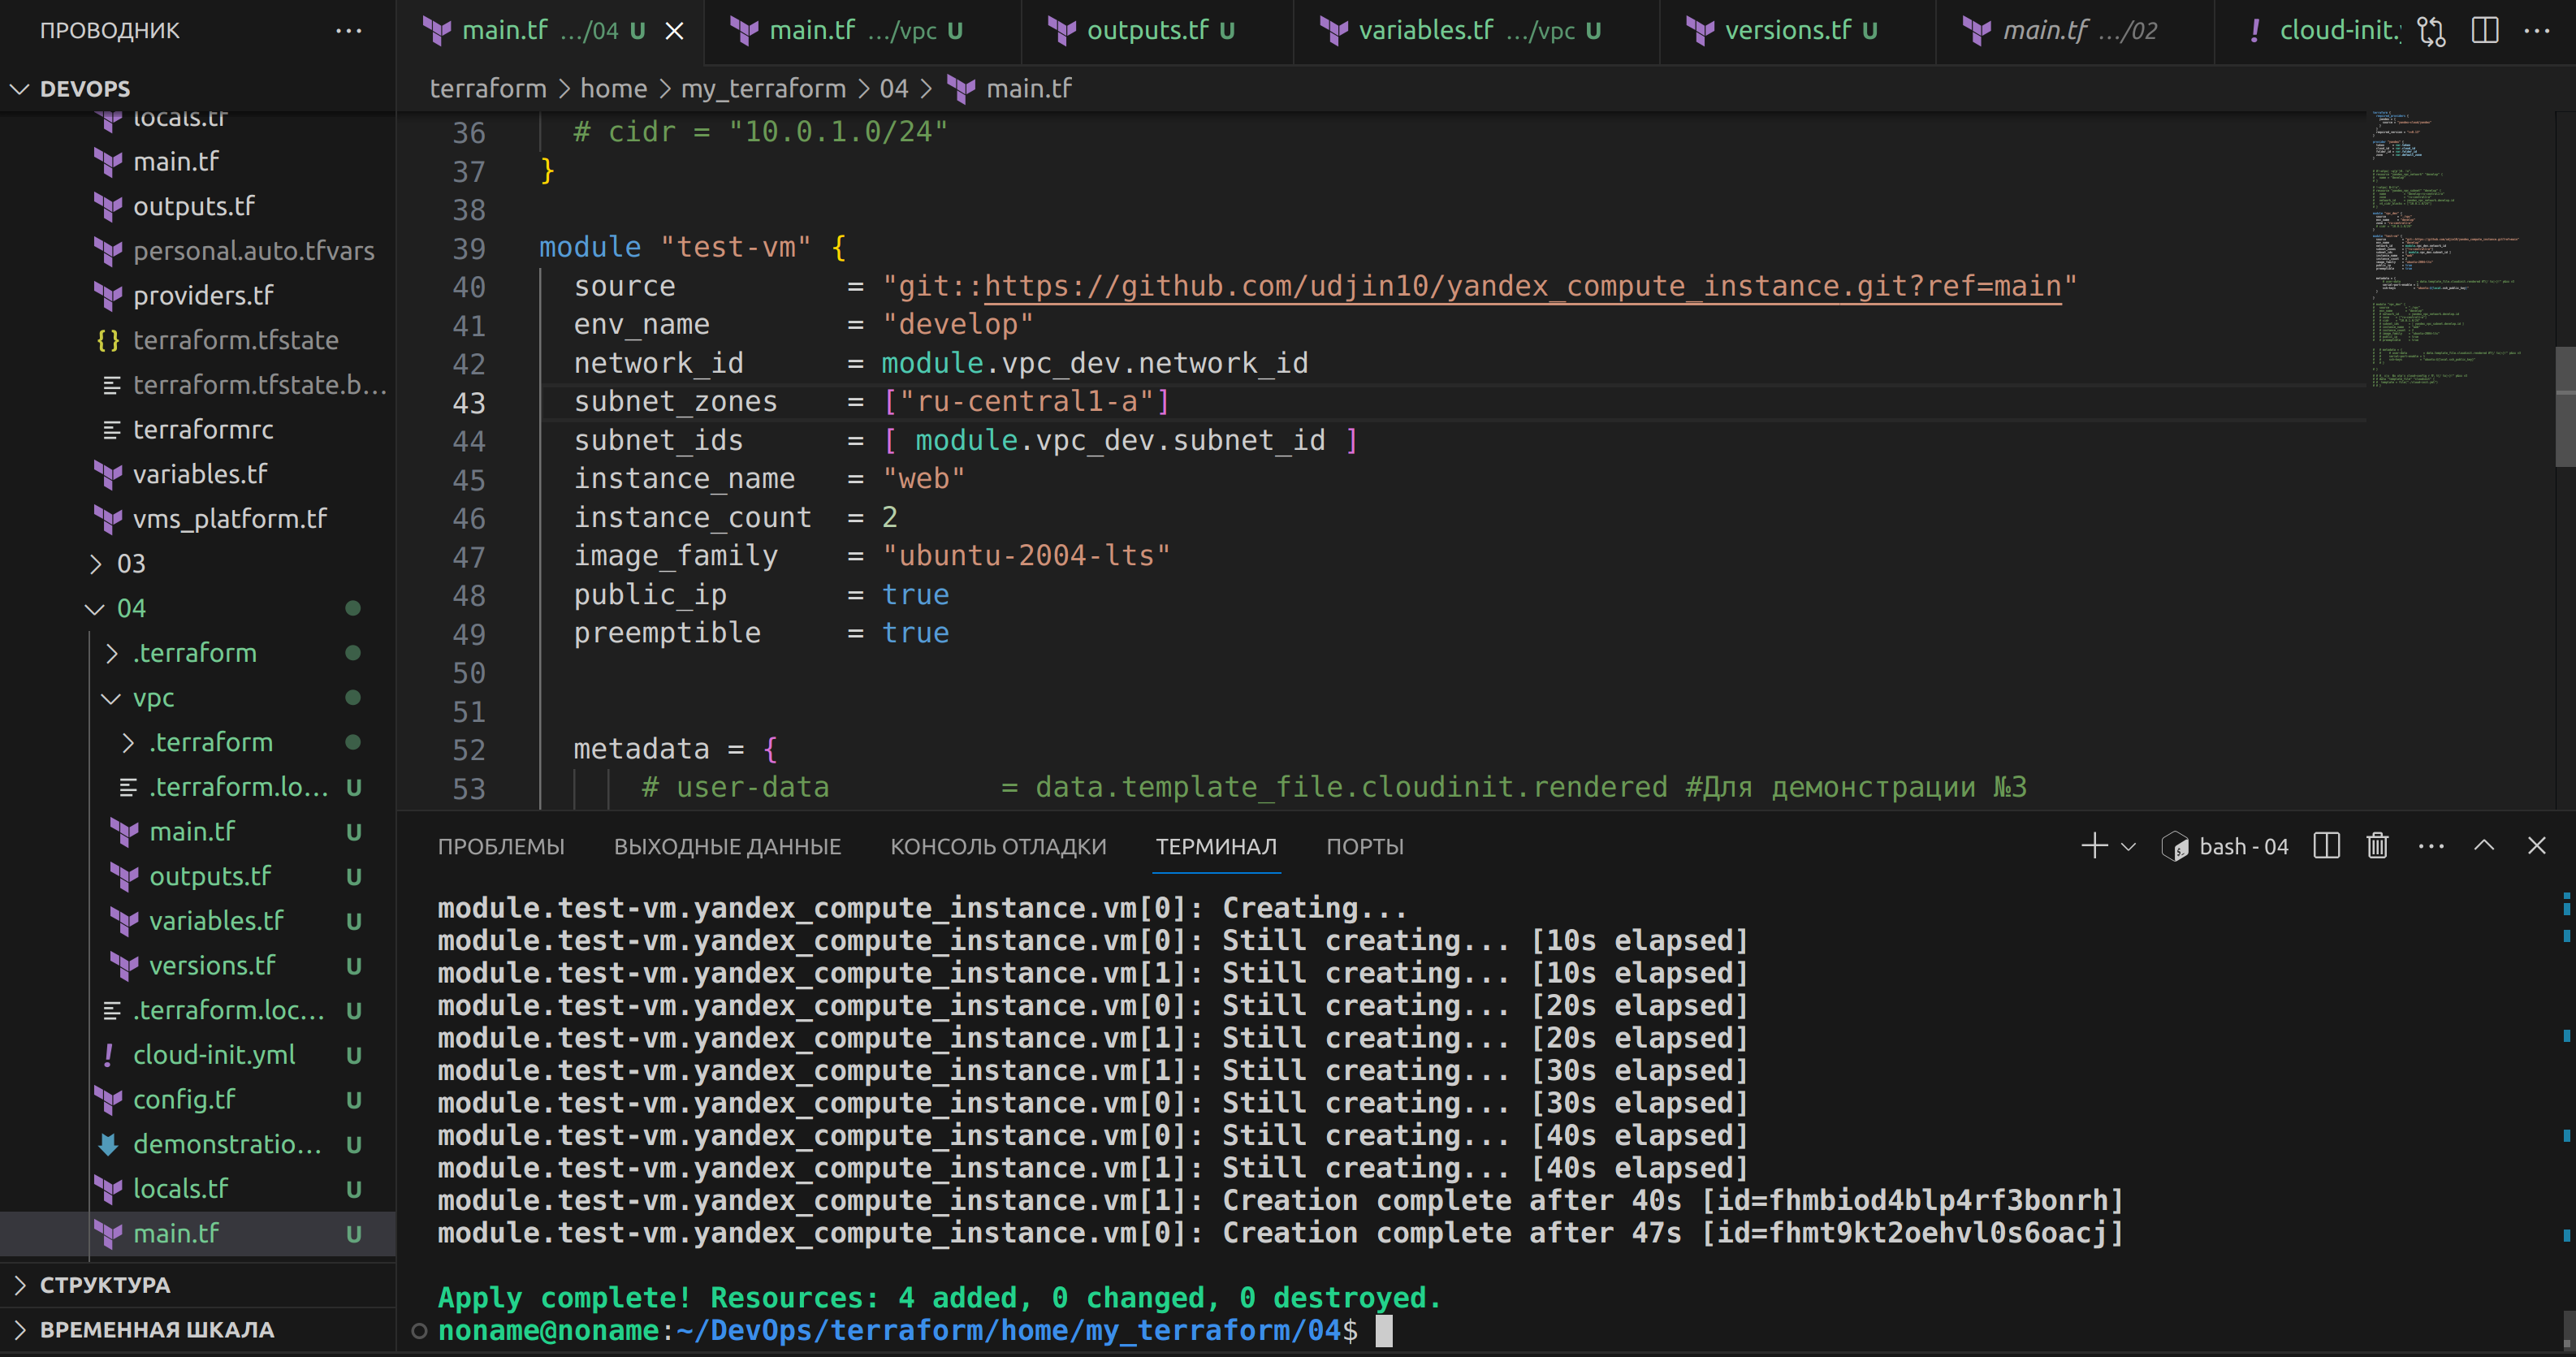 ПРОВОДНИК ···
DEVOPS
locals.tf
main.tf
outputs.tf
personal.auto.tfvars
providers.tf
{} terraform.tfstate
terraform.tfstate.b...
terraformrc
variables.tf
vms_platform.tf
03
04
.terraform
vpc
.terraform
.terraform.lo... U
main.tf U
outputs.tf U
variables.tf U
versions.tf U
.terraform.loc... U
! cloud-init.yml U
config.tf U
demonstratio... U
locals.tf U
main.tf U
СТРУКТУРА
ВРЕМЕННАЯ ШКАЛА
main.tf .../04 U main.tf .../vpc U outputs.tf U variables.tf .../vpc U versions.tf U main.tf .../02 ! cloud-init.
terraform > home > my_terraform > 04 > main.tf
36 # cidr = "10.0.1.0/24"
37 }
38
39 module "test-vm" {
40 source = "git::https://github.com/udjin10/yandex_compute_instance.git?ref=main"
41 env_name = "develop"
42 network_id = module.vpc_dev.network_id
43 subnet_zones = ["ru-central1-a"]
44 subnet_ids = [ module.vpc_dev.subnet_id ]
45 instance_name = "web"
46 instance_count = 2
47 image_family = "ubuntu-2004-lts"
48 public_ip = true
49 preemptible = true
50
51
52 metadata = {
53 # user-data = data.template_file.cloudinit.rendered #Для демонстрации №3
ПРОБЛЕМЫ ВЫХОДНЫЕ ДАННЫЕ КОНСОЛЬ ОТЛАДКИ ТЕРМИНАЛ ПОРТЫ bash - 04
module.test-vm.yandex_compute_instance.vm[0]: Creating...
module.test-vm.yandex_compute_instance.vm[0]: Still creating... [10s elapsed]
module.test-vm.yandex_compute_instance.vm[1]: Still creating... [10s elapsed]
module.test-vm.yandex_compute_instance.vm[0]: Still creating... [20s elapsed]
module.test-vm.yandex_compute_instance.vm[1]: Still creating... [20s elapsed]
module.test-vm.yandex_compute_instance.vm[1]: Still creating... [30s elapsed]
module.test-vm.yandex_compute_instance.vm[0]: Still creating... [30s elapsed]
module.test-vm.yandex_compute_instance.vm[0]: Still creating... [40s elapsed]
module.test-vm.yandex_compute_instance.vm[1]: Still creating... [40s elapsed]
module.test-vm.yandex_compute_instance.vm[1]: Creation complete after 40s [id=fhmbiod4blp4rf3bonrh]
module.test-vm.yandex_compute_instance.vm[0]: Creation complete after 47s [id=fhmt9kt2oehvl0s6oacj]
Apply complete! Resources: 4 added, 0 changed, 0 destroyed.
noname@noname:~/DevOps/terraform/home/my_terraform/04$